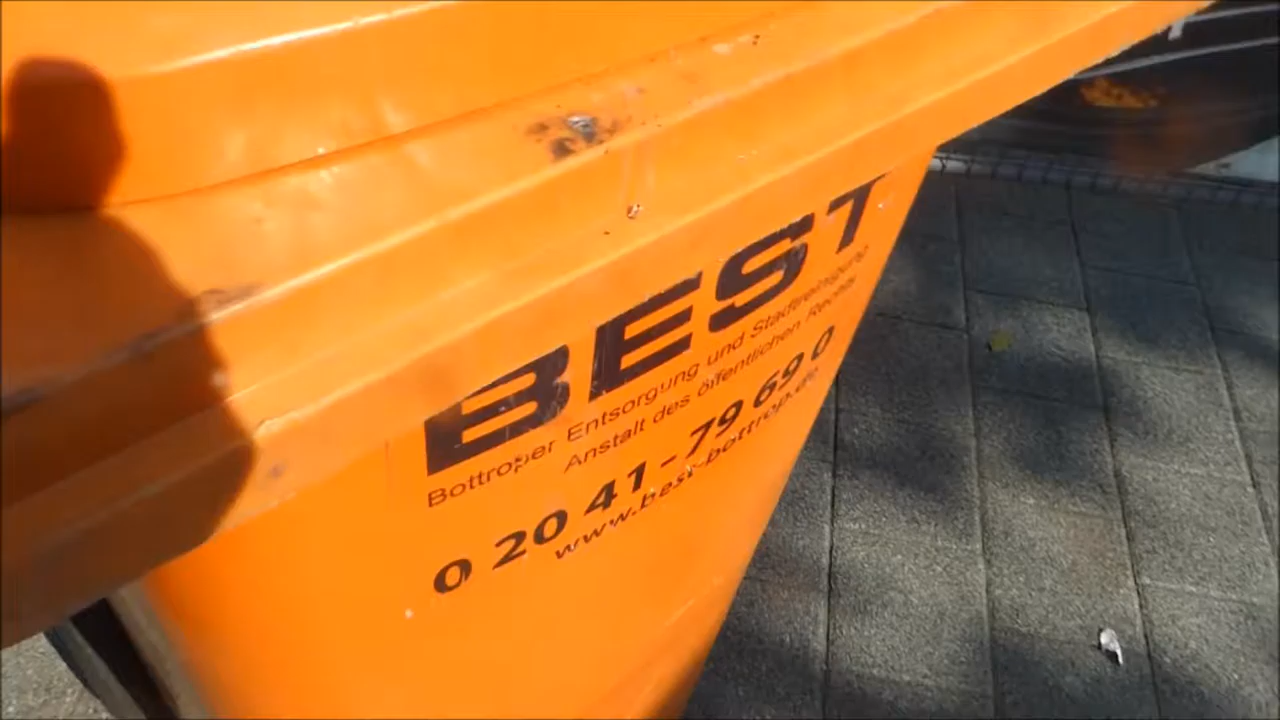 BEST
Bottroper Entsorgung und Stadtreinigung
Anstalt des öffentlichen Rechts
0 20 41-79 69 0
www.best-bottrop.de